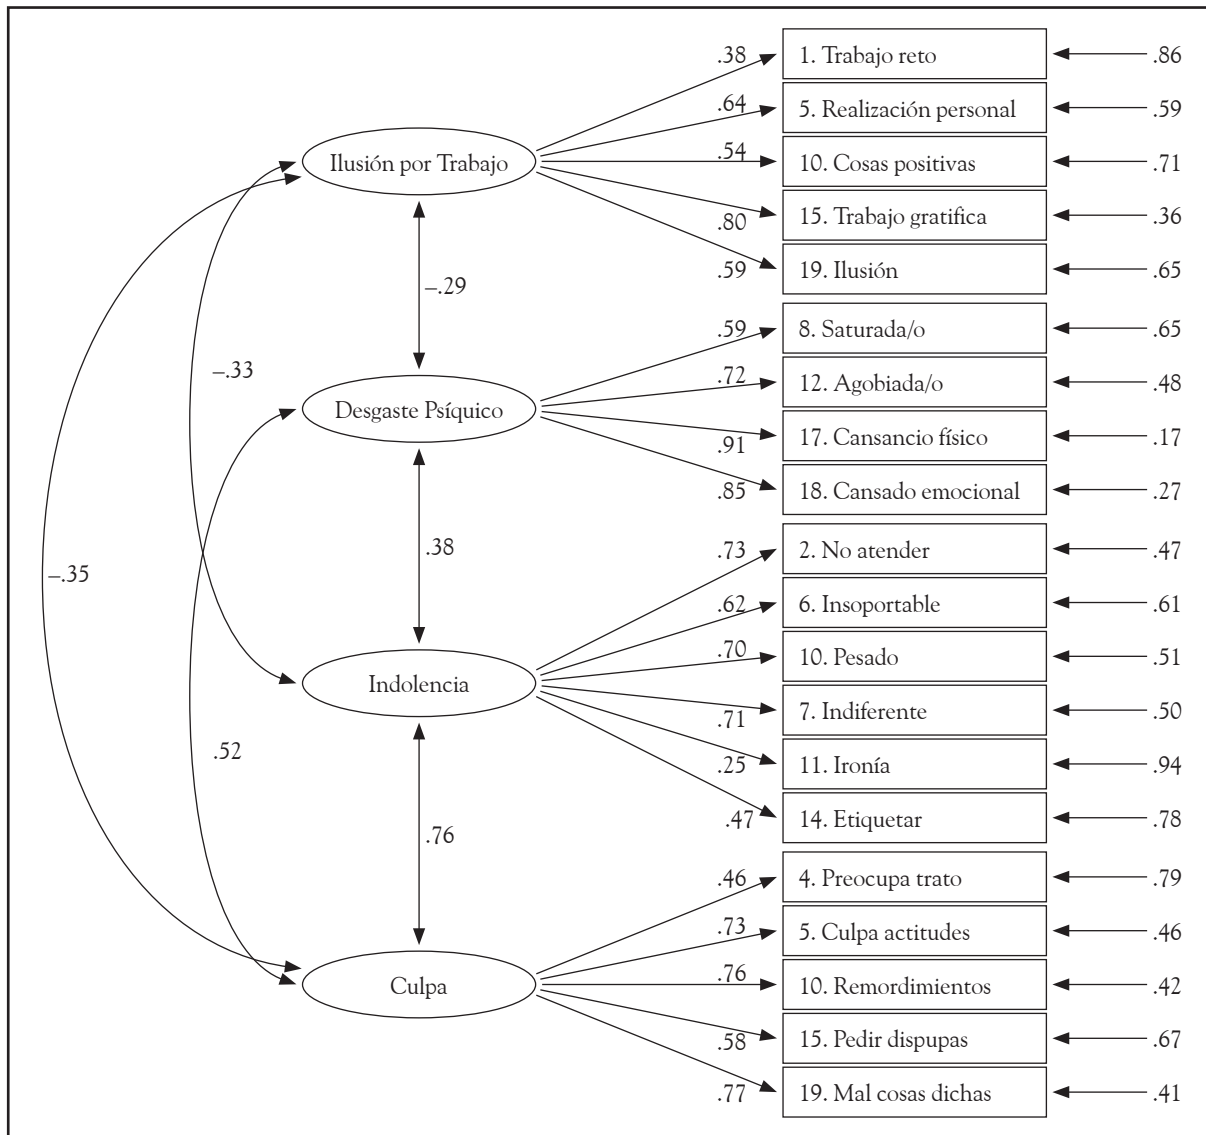 .38 1. Trabajo reto .86
.64 5. Realización personal .59
Ilusión por Trabajo .54 10. Cosas positivas .71
.80 15. Trabajo gratifica .36
.59 19. Ilusión .65
–.29
.59 8. Saturada/o .65
–.33 .72 12. Agobiada/o .48
Desgaste Psíquico
.91 17. Cansancio físico .17
.85 18. Cansado emocional .27
.38 .73 2. No atender .47
–.35
.62 6. Insoportable .61
.70 10. Pesado .51
Indolencia
.71 7. Indiferente .50
.52 .25 11. Ironía .94
.47 14. Etiquetar .78
.76
.46 4. Preocupa trato .79
.73 5. Culpa actitudes .46
Culpa .76 10. Remordimientos .42
.58 15. Pedir dispupas .67
.77 19. Mal cosas dichas .41